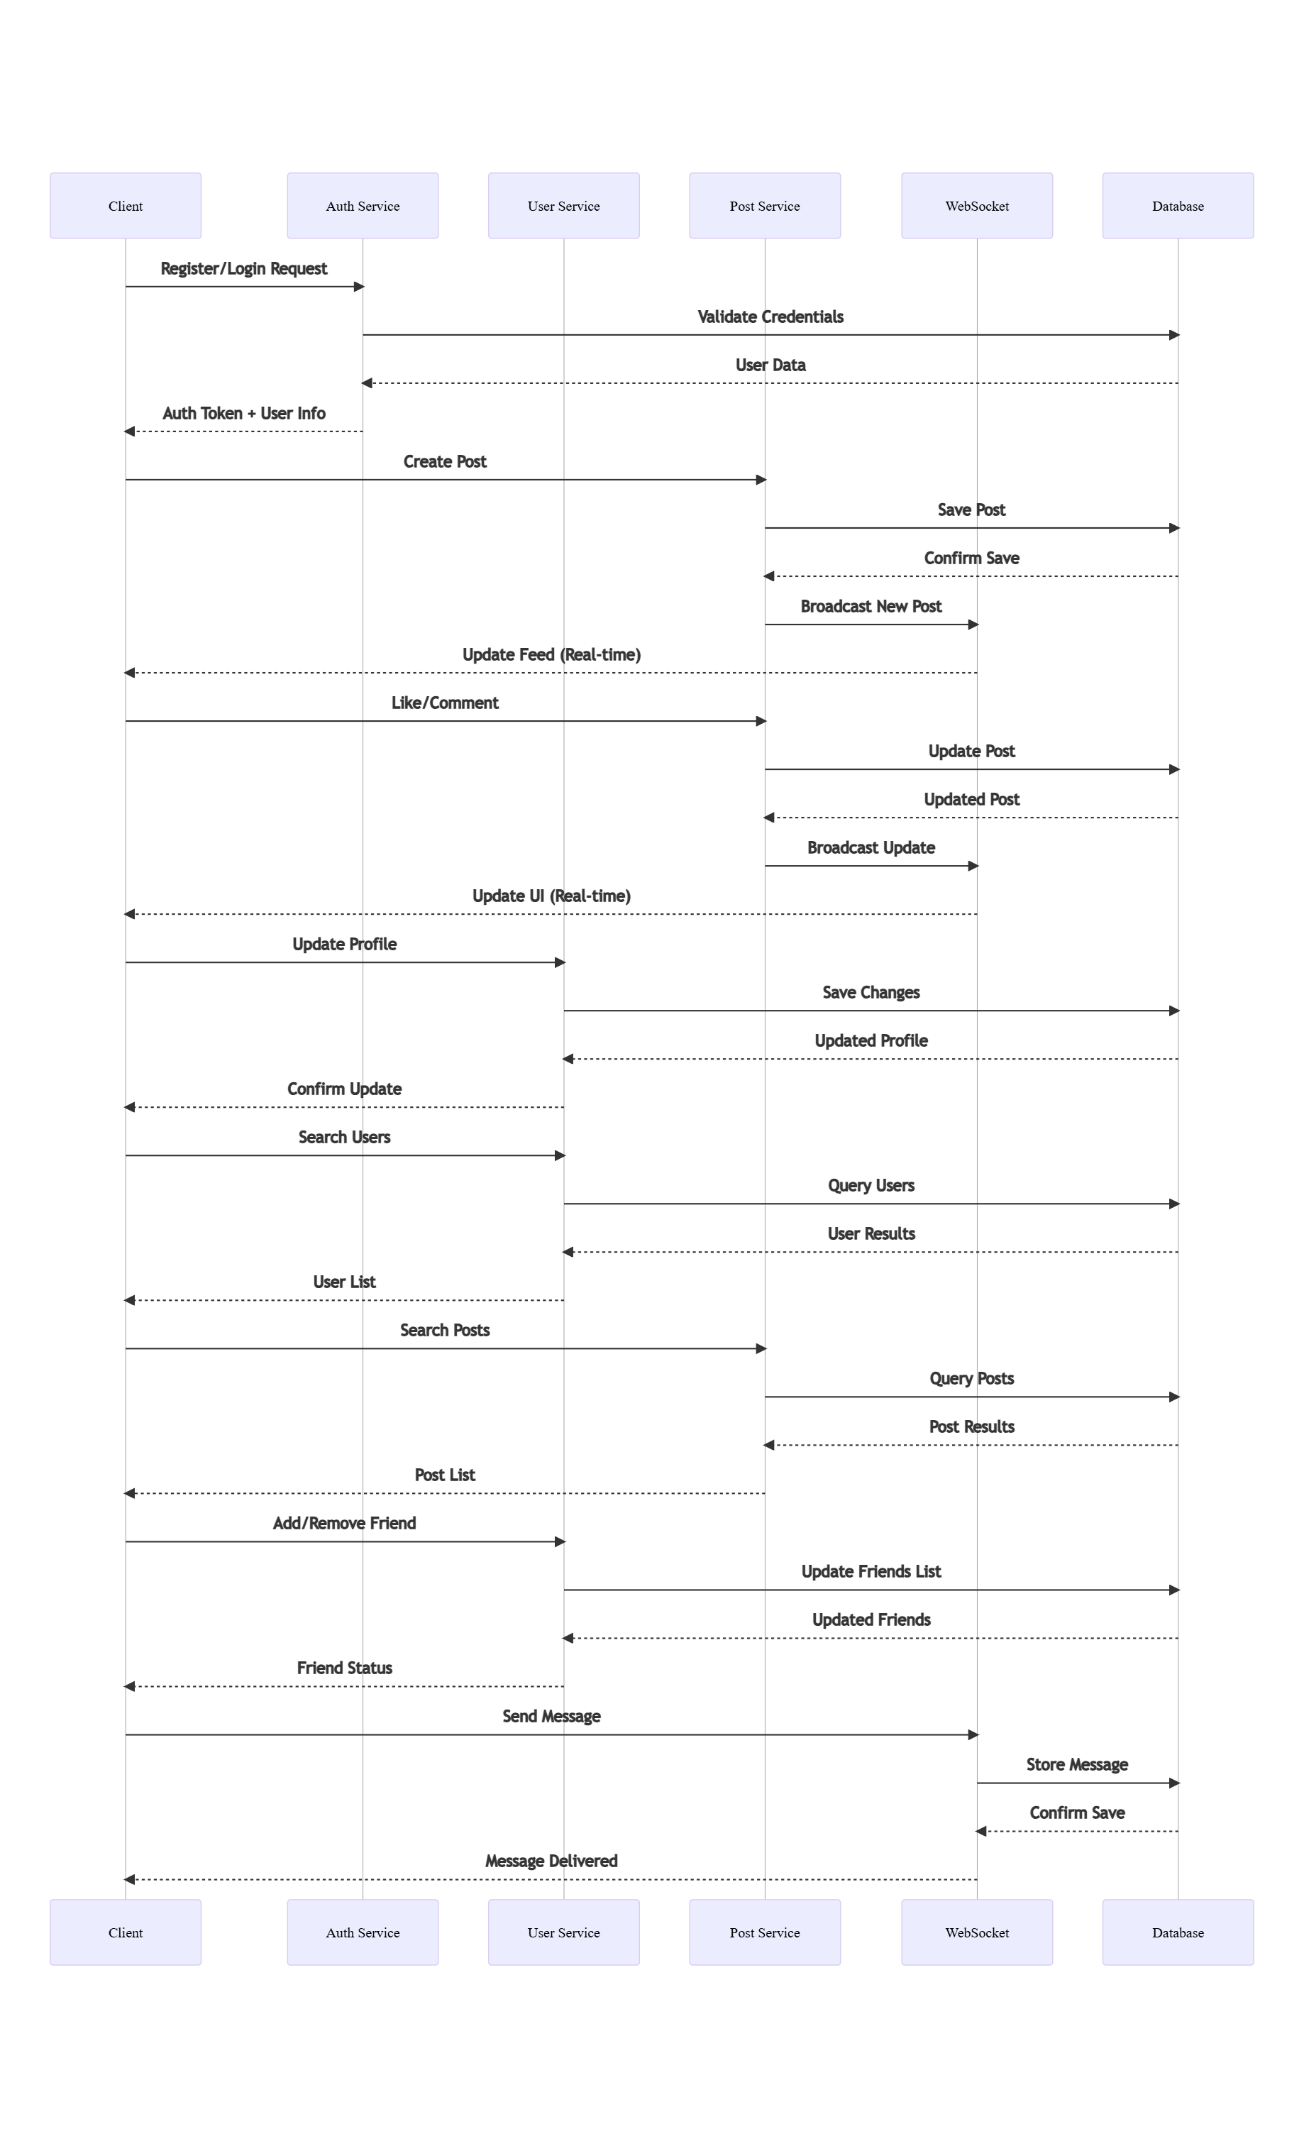 Client
Auth Service
User Service
Post Service
WebSocket
Database
Register/Login Request
Validate Credentials
User Data
Auth Token + User Info
Create Post
Save Post
Confirm Save
Broadcast New Post
Update Feed (Real-time)
Like/Comment
Update Post
Updated Post
Broadcast Update
Update UI (Real-time)
Update Profile
Save Changes
Updated Profile
Confirm Update
Search Users
Query Users
User Results
User List
Search Posts
Query Posts
Post Results
Post List
Add/Remove Friend
Update Friends List
Updated Friends
Friend Status
Send Message
Store Message
Confirm Save
Message Delivered
Client
Auth Service
User Service
Post Service
WebSocket
Database